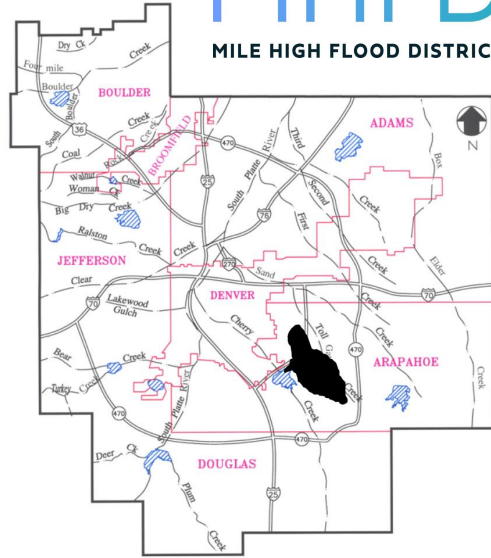 MILE HIGH FLOOD DISTRIC
Dry Ck
Creek
Four mile
Boulder
BOULDER
South Boulder
36
Creek
Creek
BROOMFIELD
Coal
Rock
Walnut
Woman Ck
Creek
Big Dry Creek
Ralston
Creek
Creek
JEFFERSON
Clear
Lakewood
Gulch
70
Bear
Creek
Turkey Creek
470
Deer Ck
South Platte River
DOUGLAS
Plum
Creek
25
470
25
470
South Platte River
76
270
Sand
DENVER
Cherry
Creek
Third
Second
First
Creek
Creek
Creek
Creek
Toll Ga
Creek
470
ADAMS
Box
Elder
Creek
70
ARAPAHOE
N